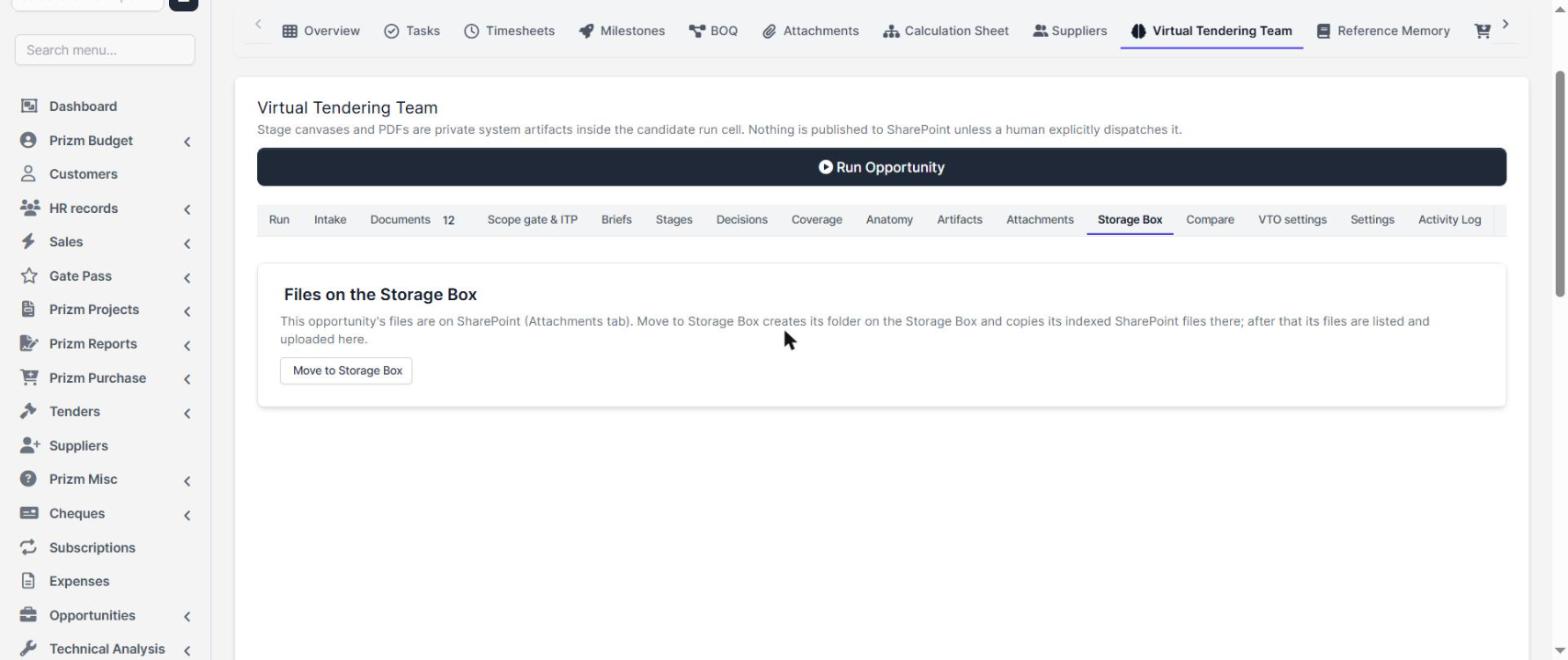 Search menu...
Dashboard
Prizm Budget
Customers
HR records
Sales
Gate Pass
Prizm Projects
Prizm Reports
Prizm Purchase
Tenders
Suppliers
Prizm Misc
Cheques
Subscriptions
Expenses
Opportunities
Technical Analysis
Overview Tasks Timesheets Milestones BOQ Attachments Calculation Sheet Suppliers Virtual Tendering Team Reference Memory
Virtual Tendering Team
Stage canvases and PDFs are private system artifacts inside the candidate run cell. Nothing is published to SharePoint unless a human explicitly dispatches it.
Run Opportunity
Run Intake Documents 12 Scope gate & ITP Briefs Stages Decisions Coverage Anatomy Artifacts Attachments Storage Box Compare VTO settings Settings Activity Log
Files on the Storage Box
This opportunity's files are on SharePoint (Attachments tab). Move to Storage Box creates its folder on the Storage Box and copies its indexed SharePoint files there; after that its files are listed and
uploaded here.
Move to Storage Box